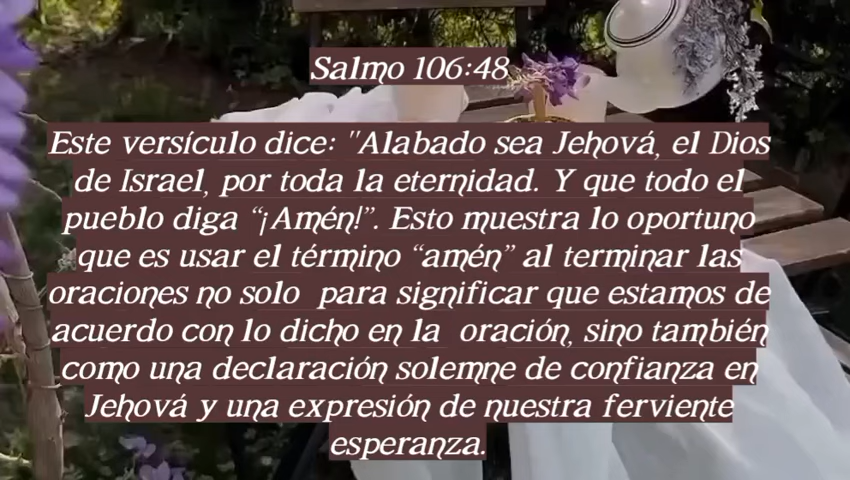 Salmo 106:48
Este versículo dice: "Alabado sea Jehová, el Dios
de Israel, por toda la eternidad. Y que todo el
pueblo diga “¡Amén!”. Esto muestra lo oportuno
que es usar el término “amén” al terminar las
oraciones no solo para significar que estamos de
acuerdo con lo dicho en la oración, sino también
como una declaración solemne de confianza en
Jehová y una expresión de nuestra ferviente
esperanza.